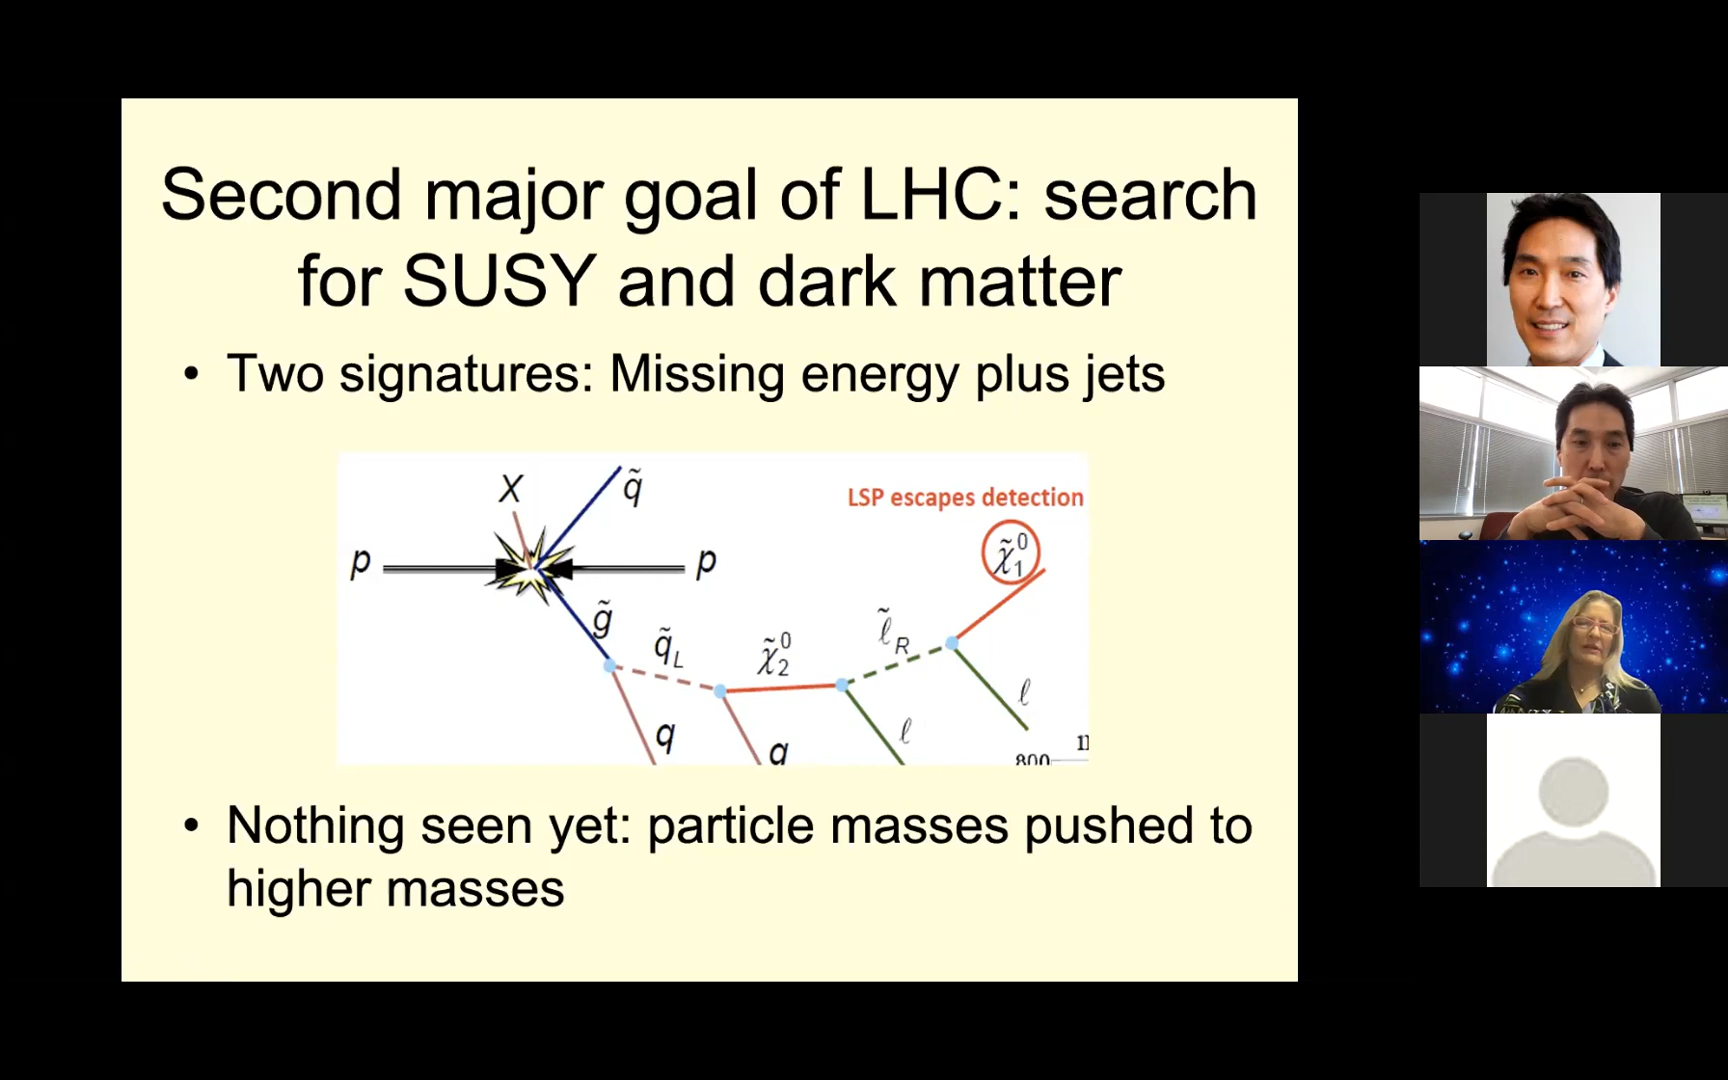 Second major goal of LHC: search
for SUSY and dark matter
• Two signatures: Missing energy plus jets
X
q̃
LSP escapes detection
p
p
χ̃₁⁰
g̃
q̃L
χ̃₂⁰
ℓ̃R
ℓ
q
ℓ
q
800
• Nothing seen yet: particle masses pushed to
higher masses